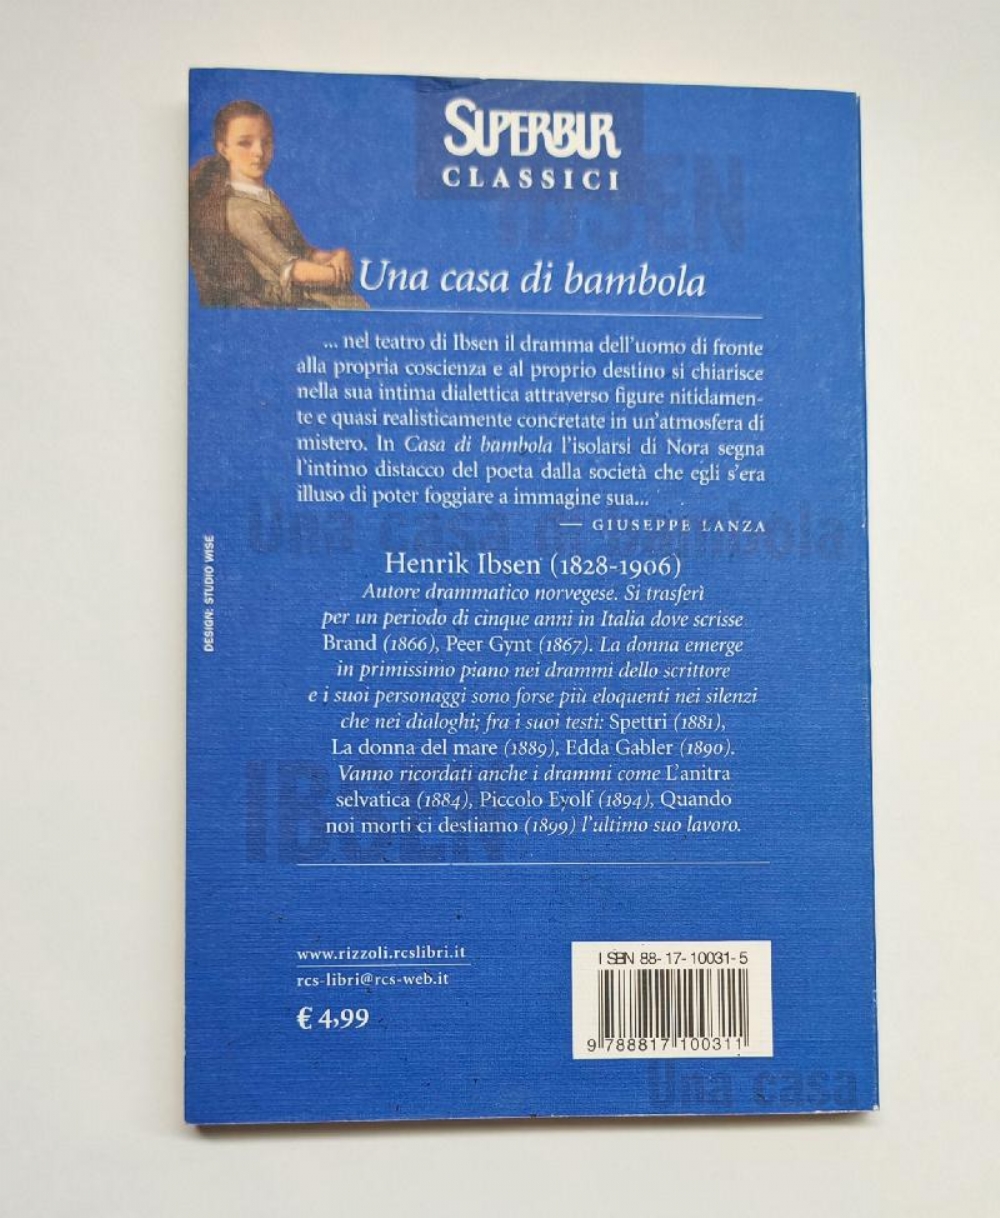 SUPERBUR
CLASSICI
IBSEN
Una casa di bambola
... nel teatro di Ibsen il dramma dell'uomo di fronte
alla propria coscienza e al proprio destino si chiarisce
nella sua intima dialettica attraverso figure nitidamen-
te e quasi realisticamente concretate in un'atmosfera di
mistero. In Casa di bambola l'isolarsi di Nora segna
l'intimo distacco del poeta dalla società che egli s'era
illuso di poter foggiare a immagine sua...
— GIUSEPPE LANZA
Una casa di bambola
DESIGN: STUDIO WISE
Henrik Ibsen (1828-1906)
Autore drammatico norvegese. Si trasferì
per un periodo di cinque anni in Italia dove scrisse
Brand (1866), Peer Gynt (1867). La donna emerge
in primissimo piano nei drammi dello scrittore
e i suoi personaggi sono forse più eloquenti nei silenzi
che nei dialoghi; fra i suoi testi: Spettri (1881),
La donna del mare (1889), Edda Gabler (1890).
Vanno ricordati anche i drammi come L'anitra
selvatica (1884), Piccolo Eyolf (1894), Quando
noi morti ci destiamo (1899) l'ultimo suo lavoro.
IBSEN
www.rizzoli.rcslibri.it
rcs-libri@rcs-web.it
€ 4,99
ISBN 88-17-10031-5
9 788817 100311
Una casa